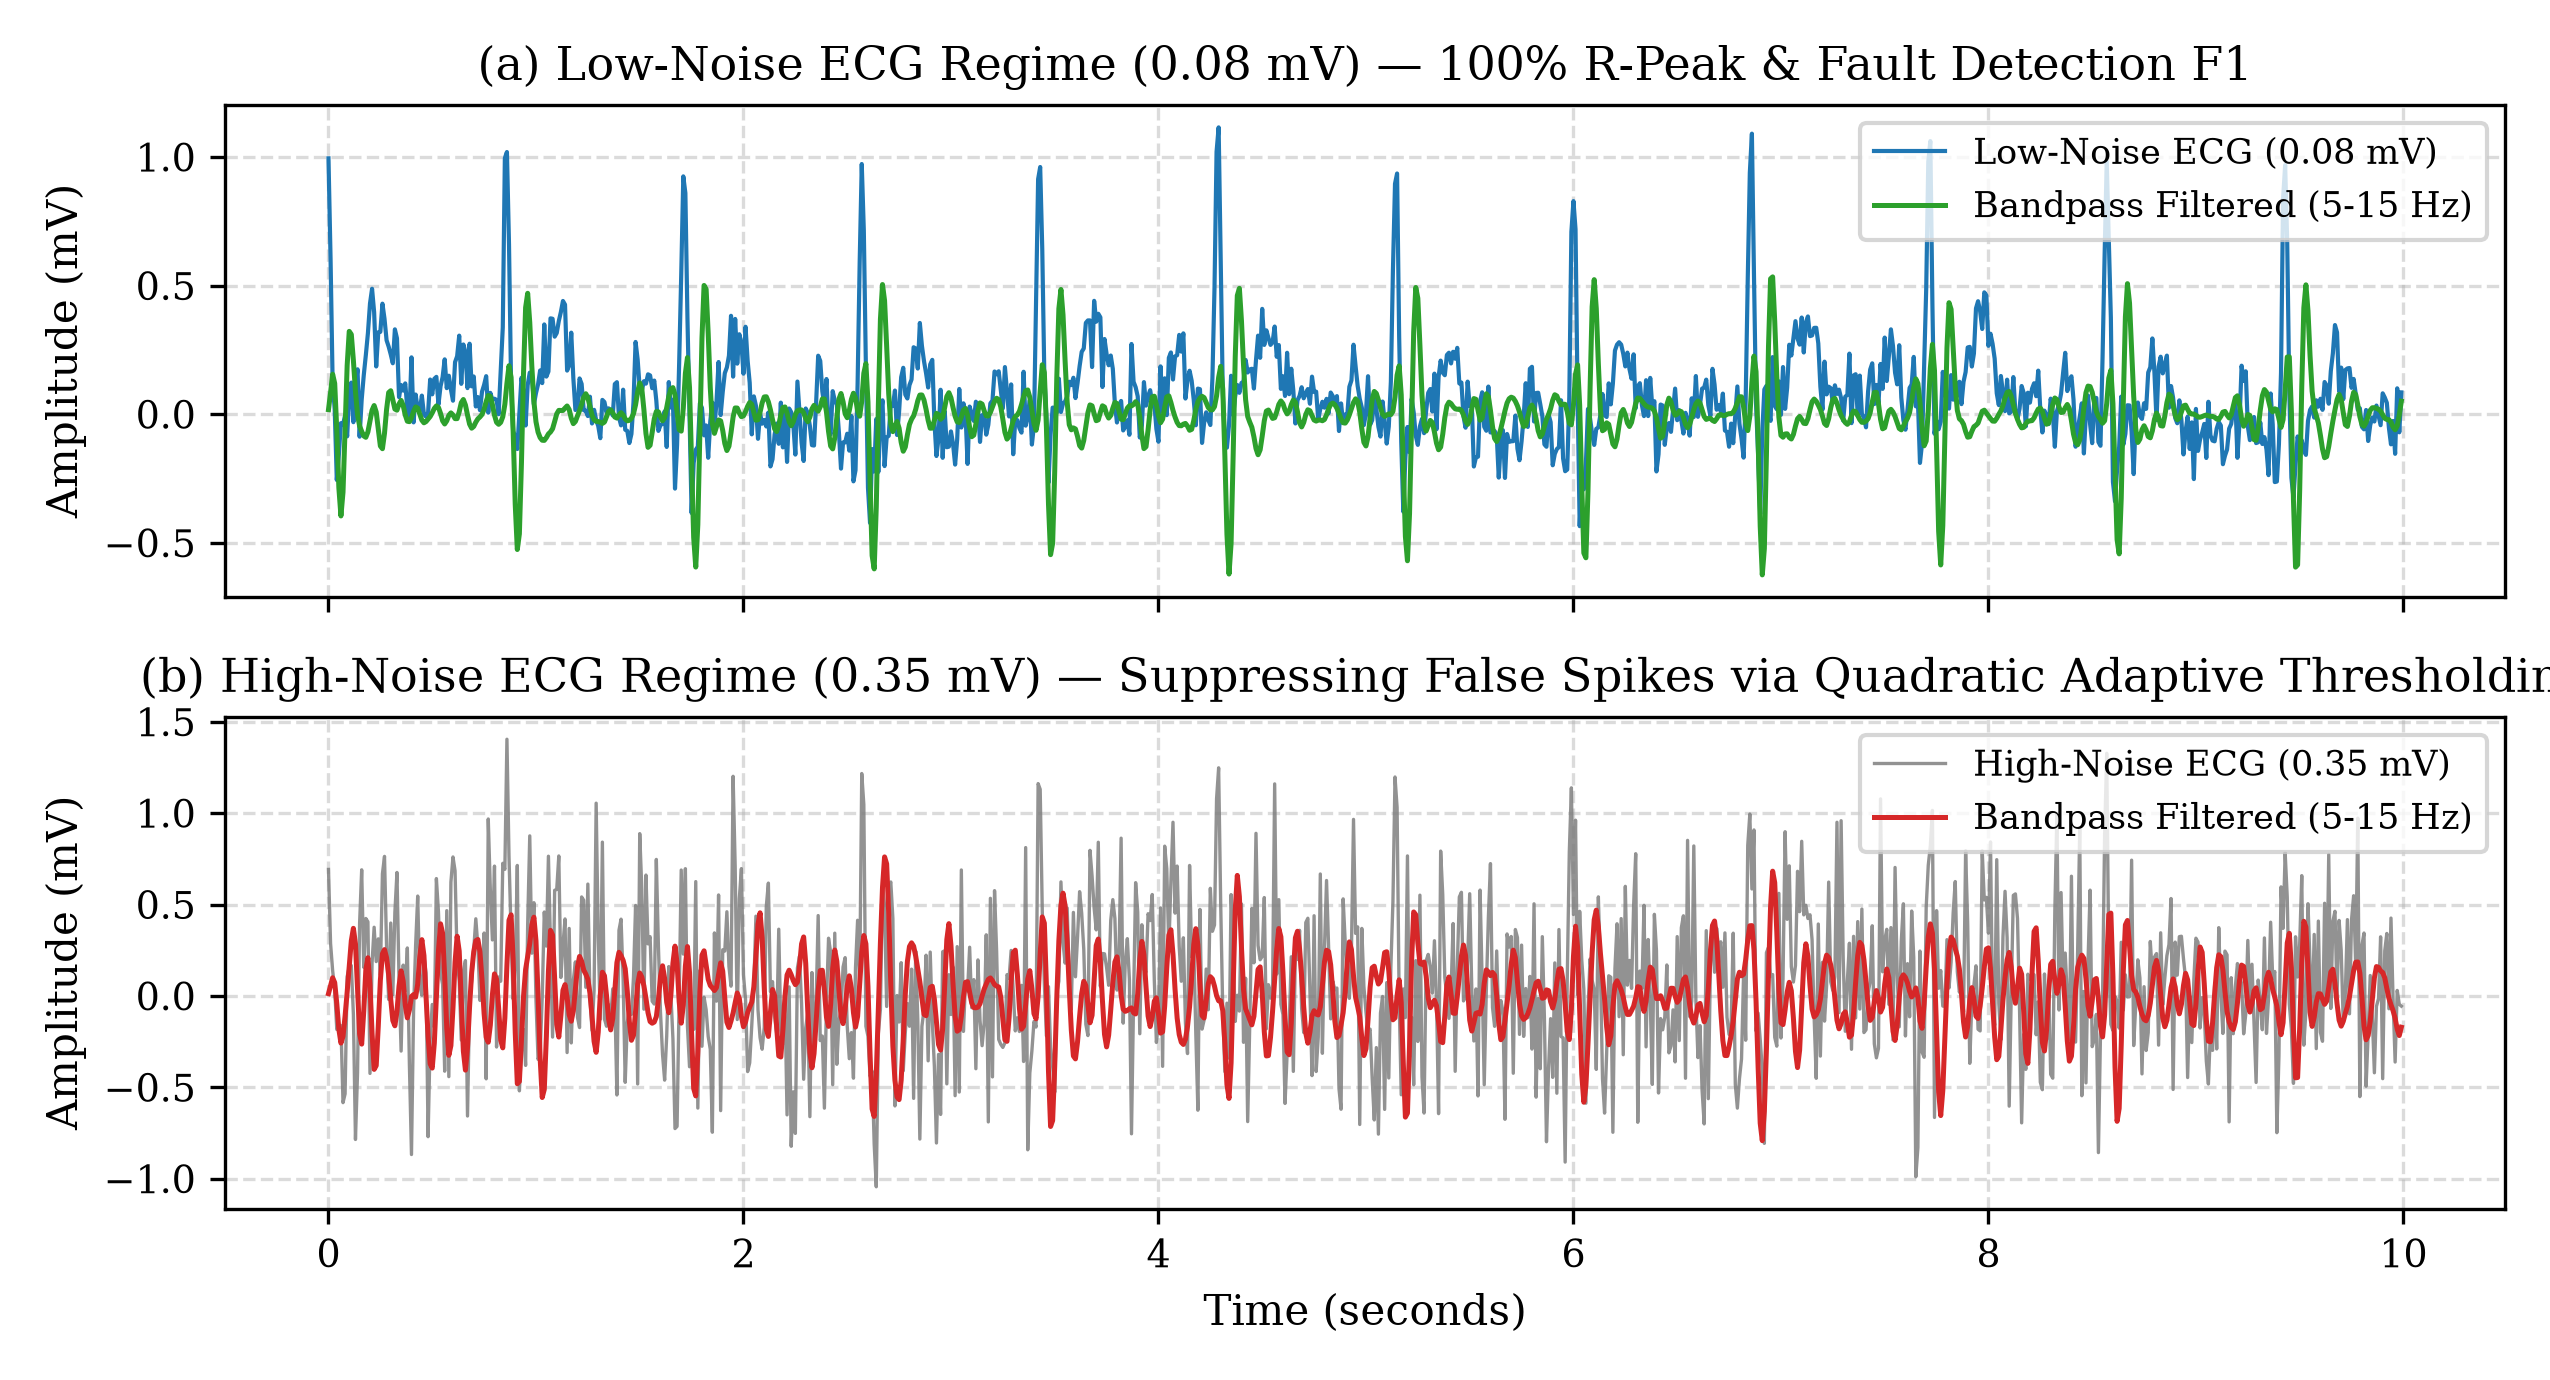 (a) Low-Noise ECG Regime (0.08 mV) — 100% R-Peak & Fault Detection F1
Amplitude (mV)
1.0
0.5
0.0
−0.5
Low-Noise ECG (0.08 mV)
Bandpass Filtered (5-15 Hz)
(b) High-Noise ECG Regime (0.35 mV) — Suppressing False Spikes via Quadratic Adaptive Thresholdin
Amplitude (mV)
1.5
1.0
0.5
0.0
−0.5
−1.0
High-Noise ECG (0.35 mV)
Bandpass Filtered (5-15 Hz)
0 2 4 6 8 10
Time (seconds)